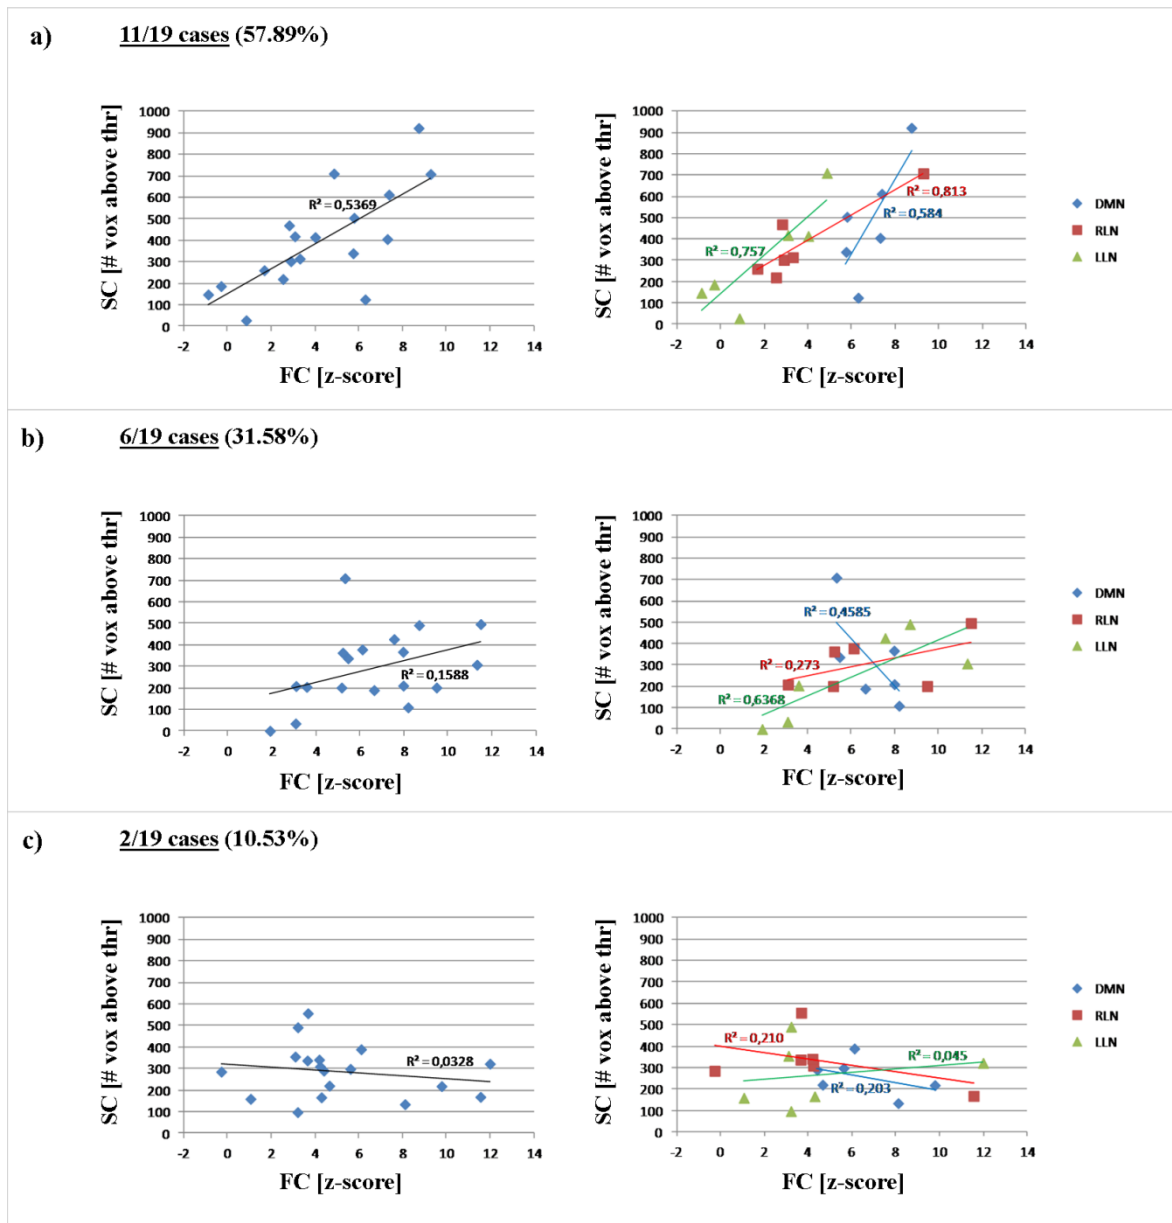 a) 11/19 cases (57.89%)
SC [# vox above thr]
1000
900
800
700
600
500
400
300
200
100
0
R² = 0,5369
-2 0 2 4 6 8 10 12 14
FC [z-score]
SC [# vox above thr]
1000
900
800
700
600
500
400
300
200
100
0
R² = 0,813
R² = 0,584
R² = 0,757
-2 0 2 4 6 8 10 12 14
FC [z-score]
DMN
RLN
LLN
b) 6/19 cases (31.58%)
SC [# vox above thr]
1000
900
800
700
600
500
400
300
200
100
0
R² = 0,1588
-2 0 2 4 6 8 10 12 14
FC [z-score]
SC [# vox above thr]
1000
900
800
700
600
500
400
300
200
100
0
R² = 0,4585
R² = 0,273
R² = 0,6368
-2 0 2 4 6 8 10 12 14
FC [z-score]
DMN
RLN
LLN
c) 2/19 cases (10.53%)
SC [# vox above thr]
1000
900
800
700
600
500
400
300
200
100
0
R² = 0,0328
-2 0 2 4 6 8 10 12 14
FC [z-score]
SC [# vox above thr]
1000
900
800
700
600
500
400
300
200
100
0
R² = 0,210
R² = 0,045
R² = 0,203
-2 0 2 4 6 8 10 12 14
FC [z-score]
DMN
RLN
LLN